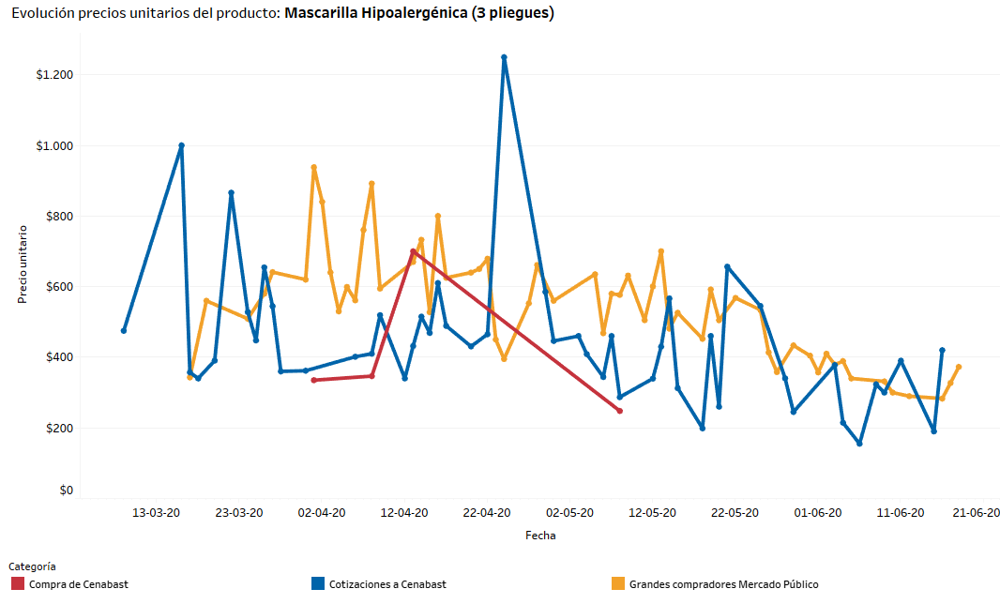 Evolución precios unitarios del producto: Mascarilla Hipoalergénica (3 pliegues)
$1.200
$1.000
$800
$600
$400
$200
$0
Precio unitario
13-03-20 23-03-20 02-04-20 12-04-20 22-04-20 02-05-20 12-05-20 22-05-20 01-06-20 11-06-20 21-06-20
Fecha
Categoría
Compra de Cenabast Cotizaciones a Cenabast Grandes compradores Mercado Público